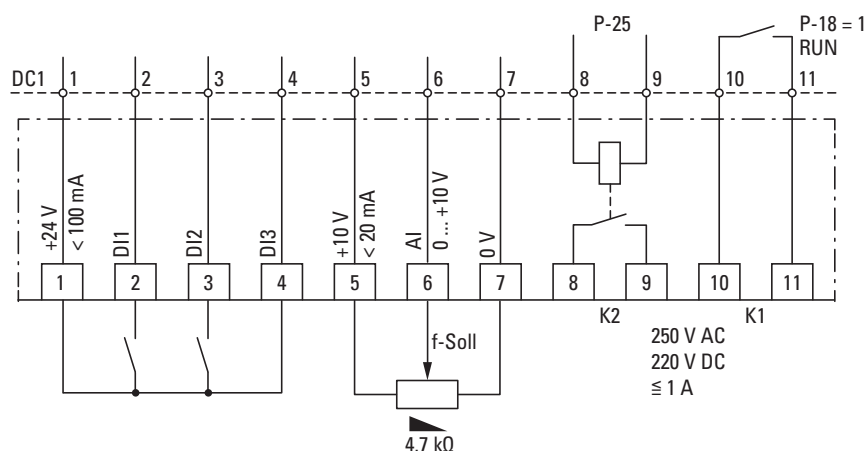 P-25
P-18 = 1
RUN
DC1 1 2 3 4 5 6 7 8 9 10 11
+24 V
< 100 mA
DI1
DI2
DI3
+10 V
< 20 mA
AI
0 ... +10 V
0 V
1 2 3 4 5 6 7 8 9 10 11
K2 K1
f-Soll
250 V AC
220 V DC
≦ 1 A
4.7 kΩ